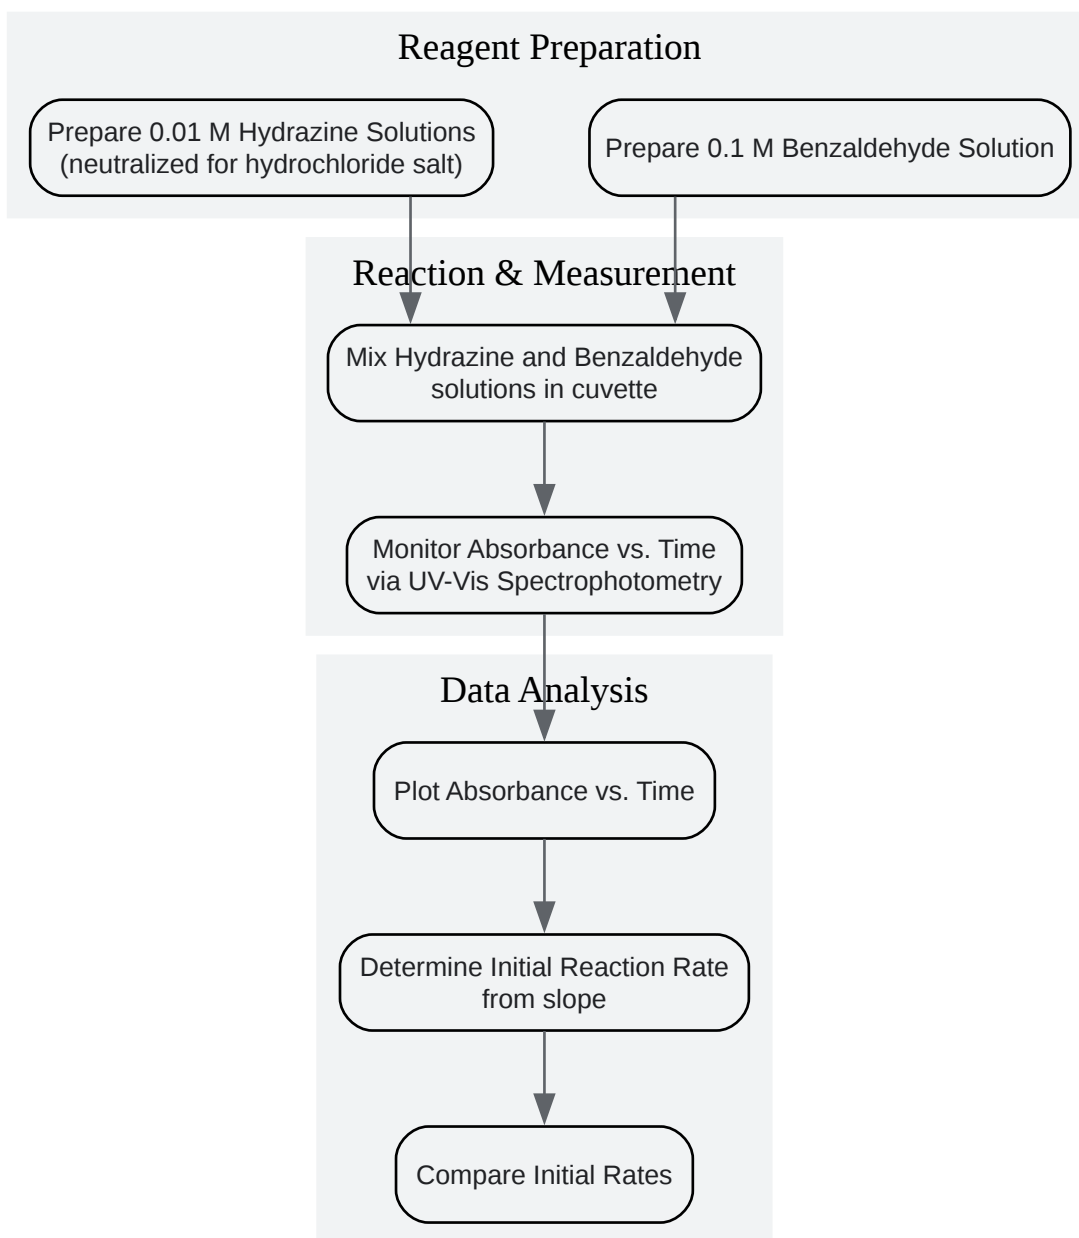 Reagent Preparation
Prepare 0.01 M Hydrazine Solutions
(neutralized for hydrochloride salt)
Prepare 0.1 M Benzaldehyde Solution
Reaction & Measurement
Mix Hydrazine and Benzaldehyde
solutions in cuvette
Monitor Absorbance vs. Time
via UV-Vis Spectrophotometry
Data Analysis
Plot Absorbance vs. Time
Determine Initial Reaction Rate
from slope
Compare Initial Rates